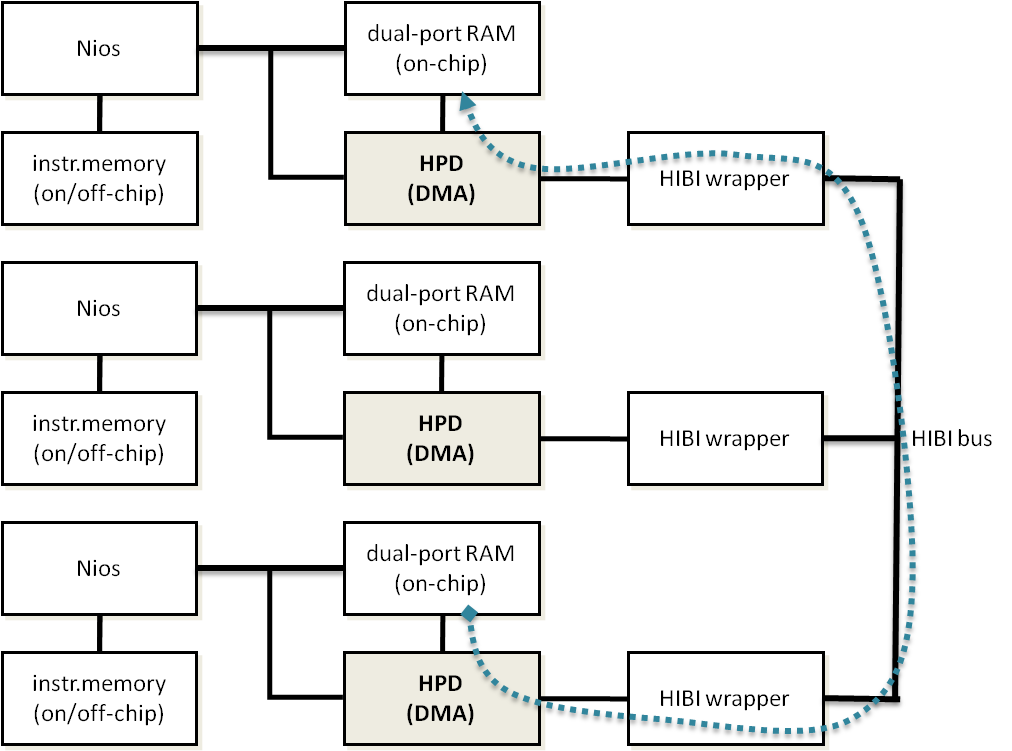 Nios
dual-port RAM
(on-chip)
instr.memory
(on/off-chip)
HPD
(DMA)
HIBI wrapper
Nios
dual-port RAM
(on-chip)
instr.memory
(on/off-chip)
HPD
(DMA)
HIBI wrapper
HIBI bus
Nios
dual-port RAM
(on-chip)
instr.memory
(on/off-chip)
HPD
(DMA)
HIBI wrapper